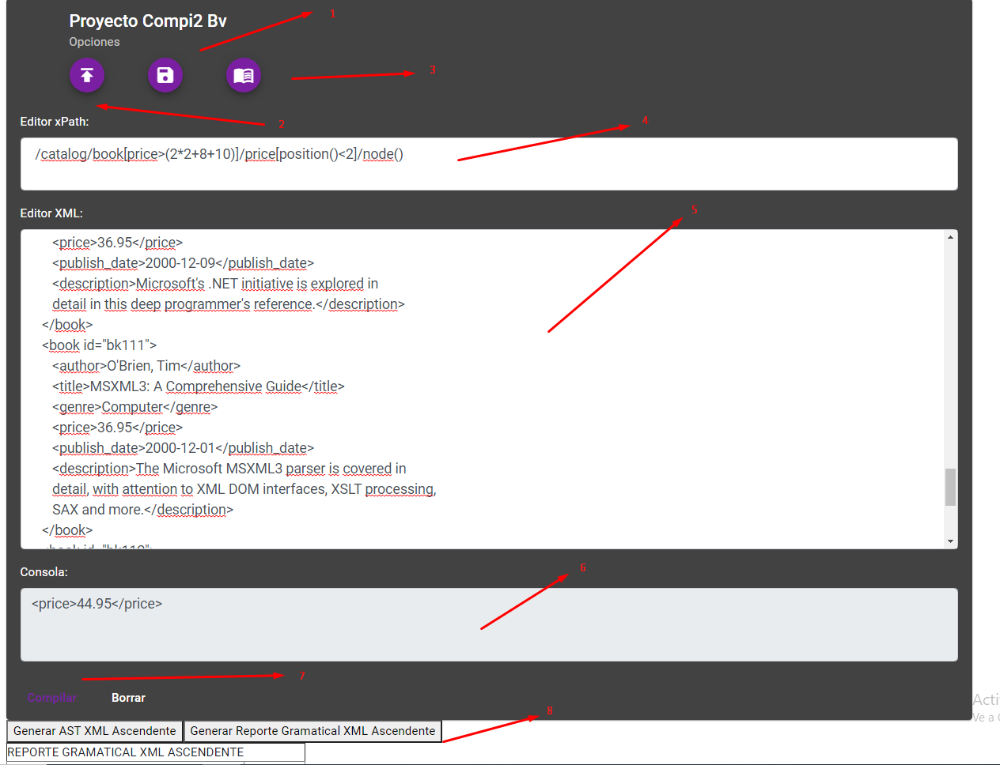 Proyecto Compi2 Bv 1
Opciones
3
2
Editor xPath: 4
/catalog/book[price>(2*2+8+10)]/price[position()<2]/node()
Editor XML: 5
<price>36.95</price>
<publish_date>2000-12-09</publish_date>
<description>Microsoft's .NET initiative is explored in
detail in this deep programmer's reference.</description>
</book>
<book id="bk111">
<author>O'Brien, Tim</author>
<title>MSXML3: A Comprehensive Guide</title>
<genre>Computer</genre>
<price>36.95</price>
<publish_date>2000-12-01</publish_date>
<description>The Microsoft MSXML3 parser is covered in
detail, with attention to XML DOM interfaces, XSLT processing,
SAX and more.</description>
</book>
Consola: 6
<price>44.95</price>
7
Compilar Borrar
8
Generar AST XML Ascendente Generar Reporte Gramatical XML Ascendente
REPORTE GRAMATICAL XML ASCENDENTE